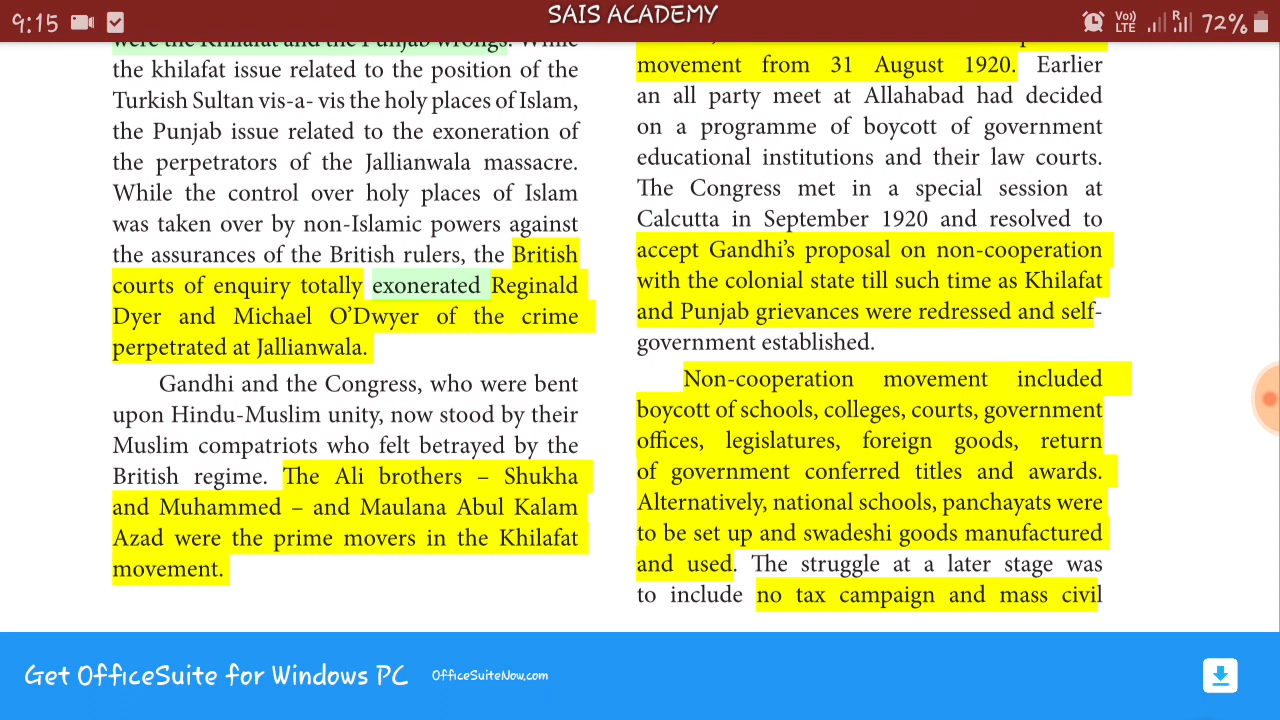 9:15
SAIS ACADEMY
Vo))
LTE
R
72%
were the Khilafat and the Punjab wrongs. While
the khilafat issue related to the position of the
Turkish Sultan vis-a- vis the holy places of Islam,
the Punjab issue related to the exoneration of
the perpetrators of the Jallianwala massacre.
While the control over holy places of Islam
was taken over by non-Islamic powers against
the assurances of the British rulers, the British
courts of enquiry totally exonerated Reginald
Dyer and Michael O’Dwyer of the crime
perpetrated at Jallianwala.
Gandhi and the Congress, who were bent
upon Hindu-Muslim unity, now stood by their
Muslim compatriots who felt betrayed by the
British regime. The Ali brothers – Shukha
and Muhammed – and Maulana Abul Kalam
Azad were the prime movers in the Khilafat
movement.
movement from 31 August 1920. Earlier
an all party meet at Allahabad had decided
on a programme of boycott of government
educational institutions and their law courts.
The Congress met in a special session at
Calcutta in September 1920 and resolved to
accept Gandhi’s proposal on non-cooperation
with the colonial state till such time as Khilafat
and Punjab grievances were redressed and self-
government established.
Non-cooperation movement included
boycott of schools, colleges, courts, government
offices, legislatures, foreign goods, return
of government conferred titles and awards.
Alternatively, national schools, panchayats were
to be set up and swadeshi goods manufactured
and used. The struggle at a later stage was
to include no tax campaign and mass civil
Get OfficeSuite for Windows PC
OfficeSuiteNow.com